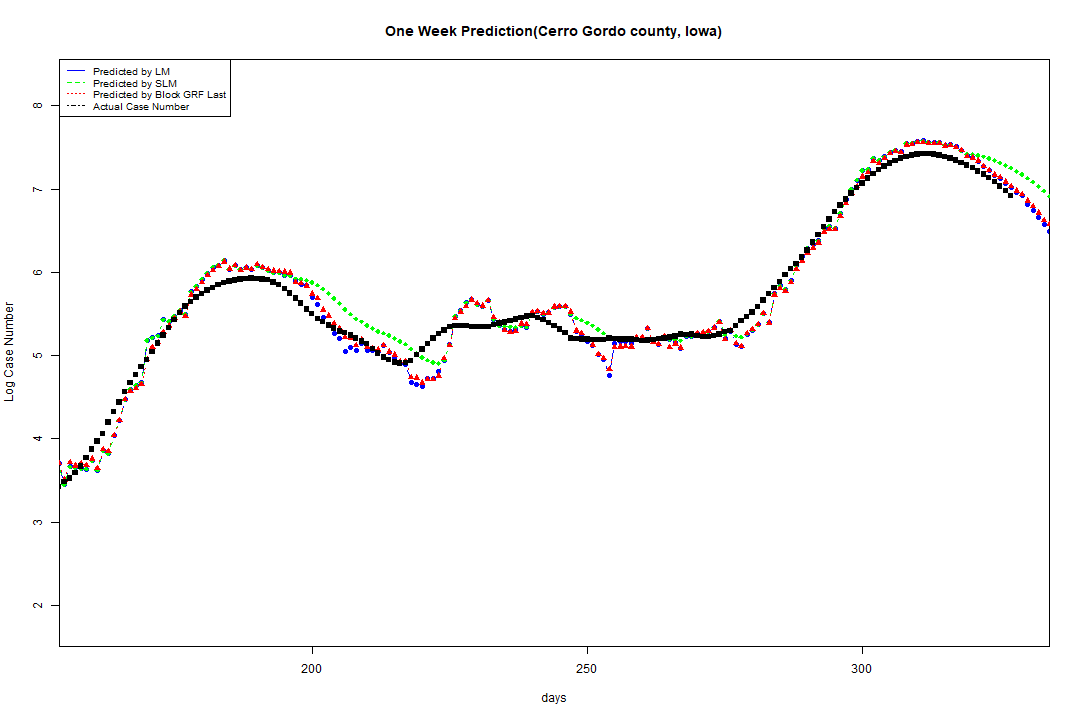 One Week Prediction(Cerro Gordo county, Iowa)
Predicted by LM
Predicted by SLM
Predicted by Block GRF Last
Actual Case Number
8
7
6
5
4
3
2
Log Case Number
200
250
300
days